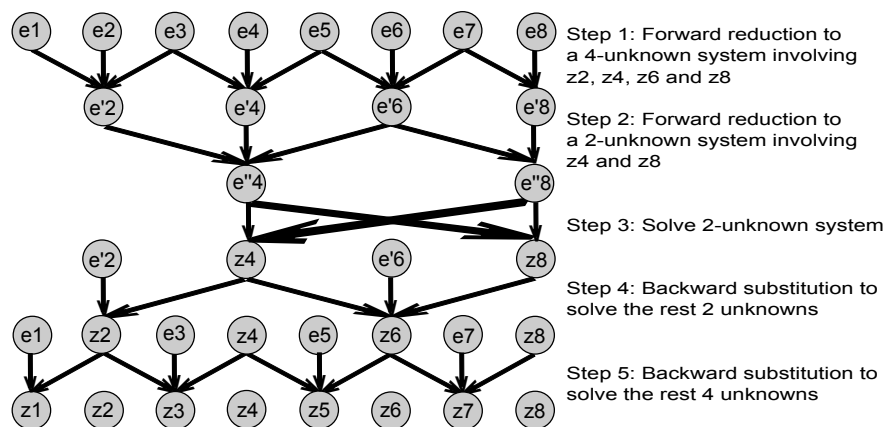 e1 e2 e3 e4 e5 e6 e7 e8
Step 1: Forward reduction to
a 4-unknown system involving
z2, z4, z6 and z8
e'2 e'4 e'6 e'8
Step 2: Forward reduction to
a 2-unknown system involving
z4 and z8
e''4 e''8
Step 3: Solve 2-unknown system
e'2 z4 e'6 z8
Step 4: Backward substitution to
solve the rest 2 unknowns
e1 z2 e3 z4 e5 z6 e7 z8
Step 5: Backward substitution to
solve the rest 4 unknowns
z1 z2 z3 z4 z5 z6 z7 z8